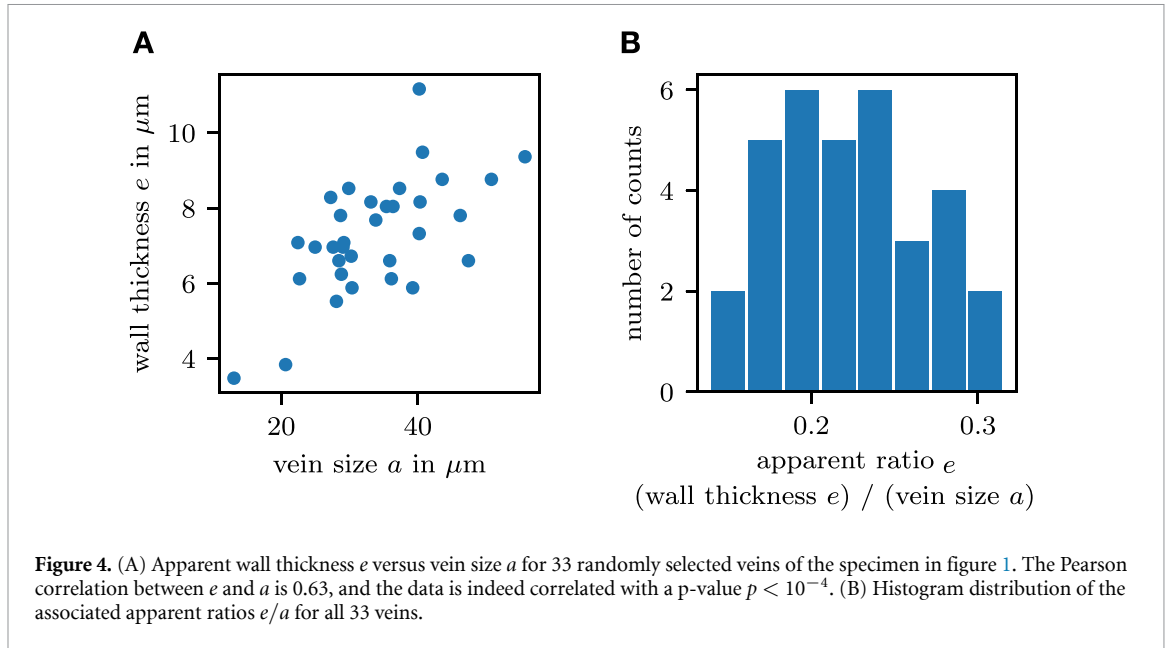 A
B
wall thickness e in μm
10
8
6
4
20
40
vein size a in μm
number of counts
6
4
2
0
0.2
0.3
apparent ratio e
(wall thickness e) / (vein size a)
Figure 4. (A) Apparent wall thickness e versus vein size a for 33 randomly selected veins of the specimen in figure 1. The Pearson
correlation between e and a is 0.63, and the data is indeed correlated with a p-value p < 10⁻⁴. (B) Histogram distribution of the
associated apparent ratios e/a for all 33 veins.